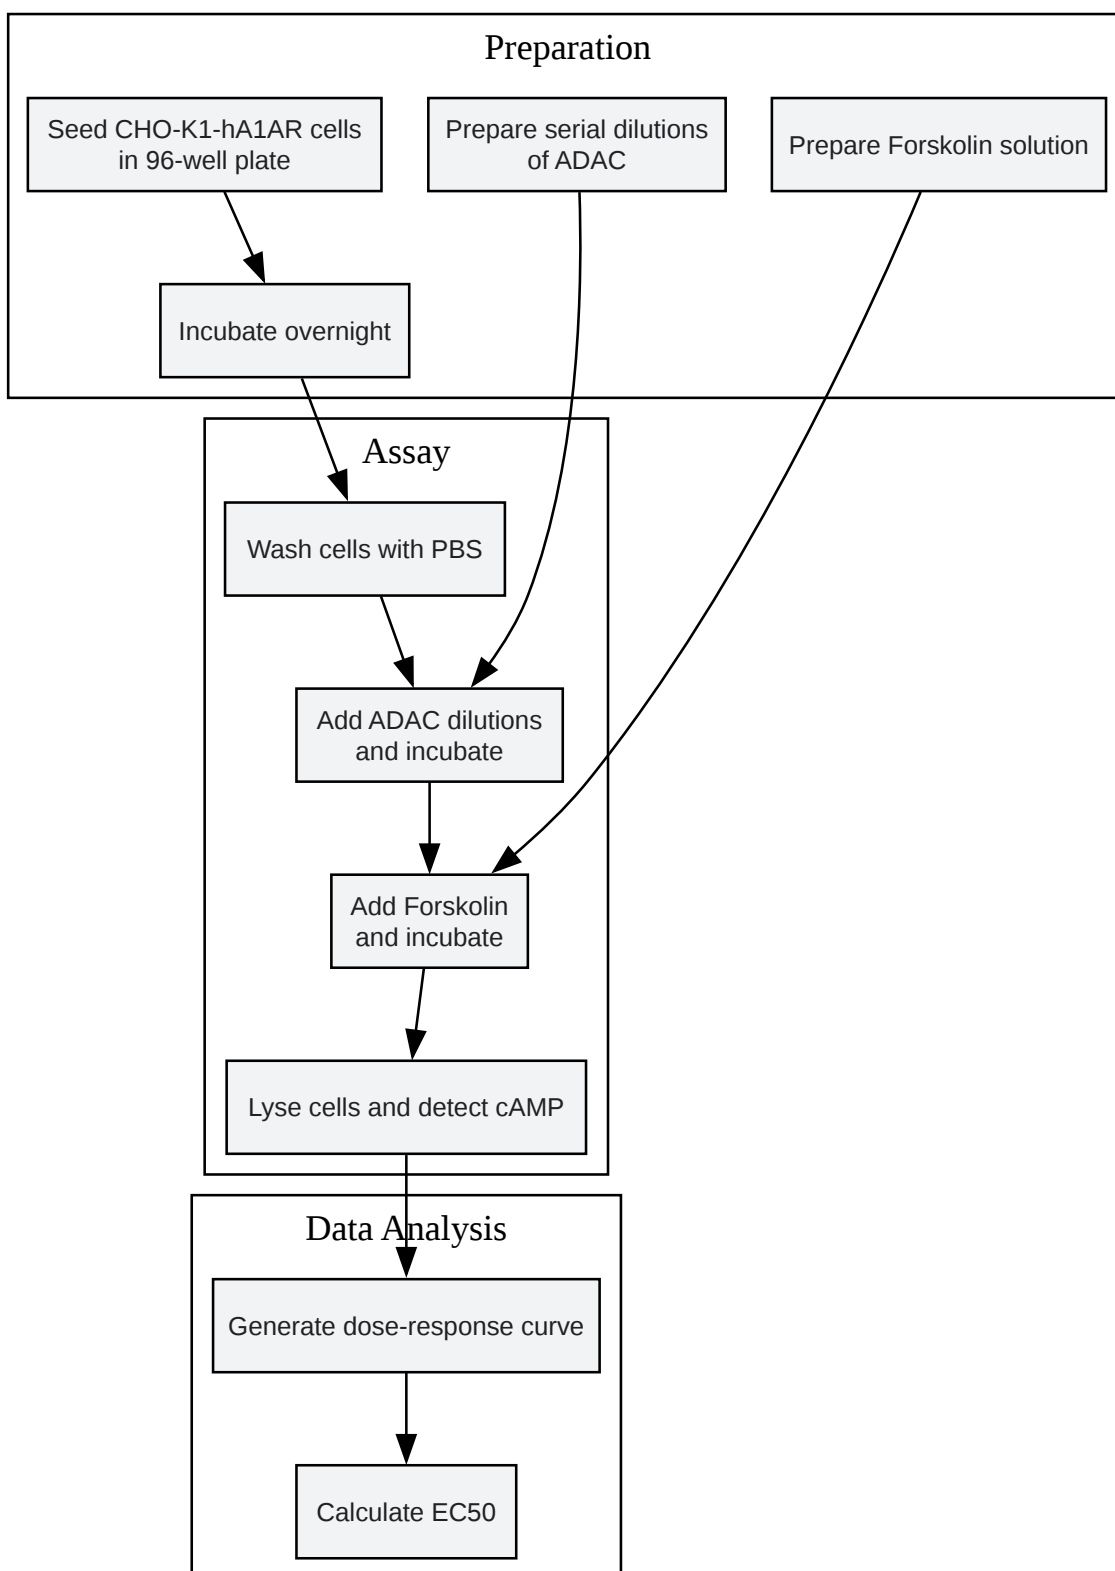 Preparation
Seed CHO-K1-hA1AR cells
in 96-well plate
Prepare serial dilutions
of ADAC
Prepare Forskolin solution
Incubate overnight
Assay
Wash cells with PBS
Add ADAC dilutions
and incubate
Add Forskolin
and incubate
Lyse cells and detect cAMP
Data Analysis
Generate dose-response curve
Calculate EC50